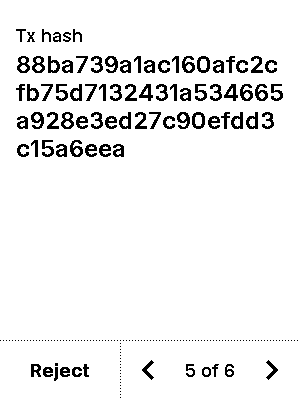 Tx hash
88ba739a1ac160afc2c
fb75d7132431a534665
a928e3ed27c90efdd3
c15a6eea
Reject
5 of 6